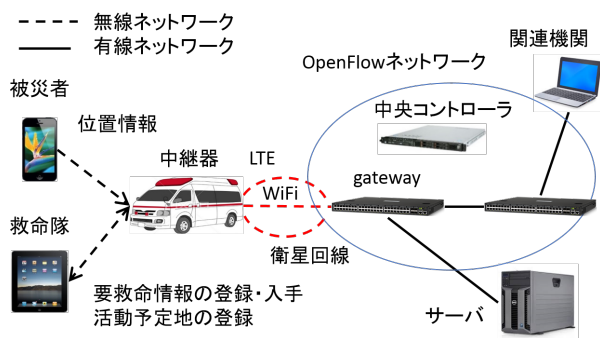 無線ネットワーク
有線ネットワーク
関連機関
OpenFlowネットワーク
被災者
位置情報
中央コントローラ
中継器
LTE
WiFi
gateway
救命隊
衛星回線
要救命情報の登録・入手
活動予定地の登録
サーバ